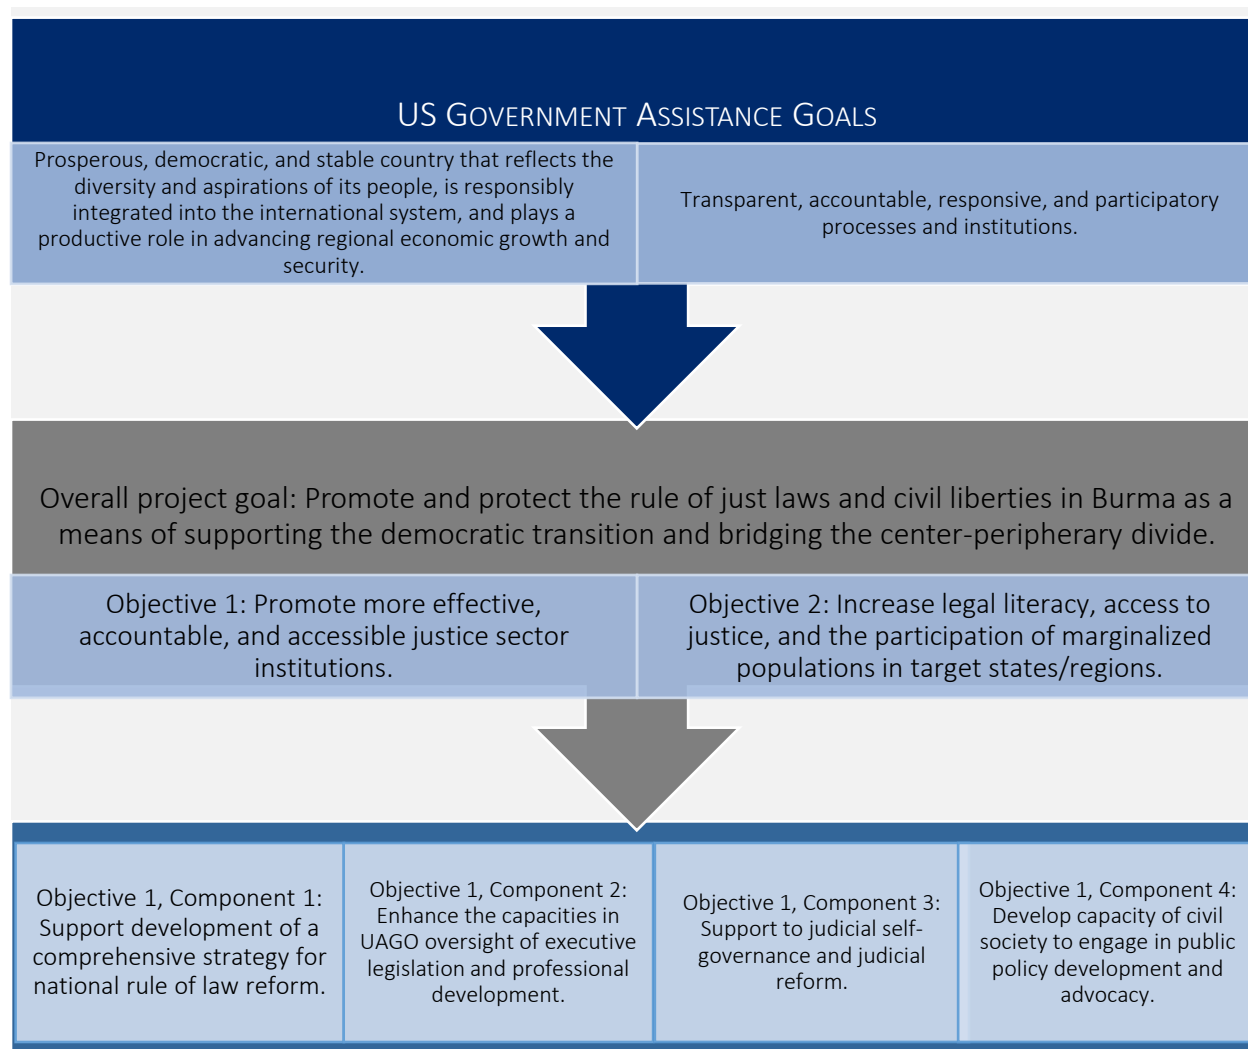 US GOVERNMENT ASSISTANCE GOALS
Prosperous, democratic, and stable country that reflects the
diversity and aspirations of its people, is responsibly
integrated into the international system, and plays a
productive role in advancing regional economic growth and
security.
Transparent, accountable, responsive, and participatory
processes and institutions.
Overall project goal: Promote and protect the rule of just laws and civil liberties in Burma as a
means of supporting the democratic transition and bridging the center-peripherary divide.
Objective 1: Promote more effective,
accountable, and accessible justice sector
institutions.
Objective 2: Increase legal literacy, access to
justice, and the participation of marginalized
populations in target states/regions.
Objective 1, Component 1:
Support development of a
comprehensive strategy for
national rule of law reform.
Objective 1, Component 2:
Enhance the capacities in
UAGO oversight of executive
legislation and professional
development.
Objective 1, Component 3:
Support to judicial self-
governance and judicial
reform.
Objective 1, Component 4:
Develop capacity of civil
society to engage in public
policy development and
advocacy.